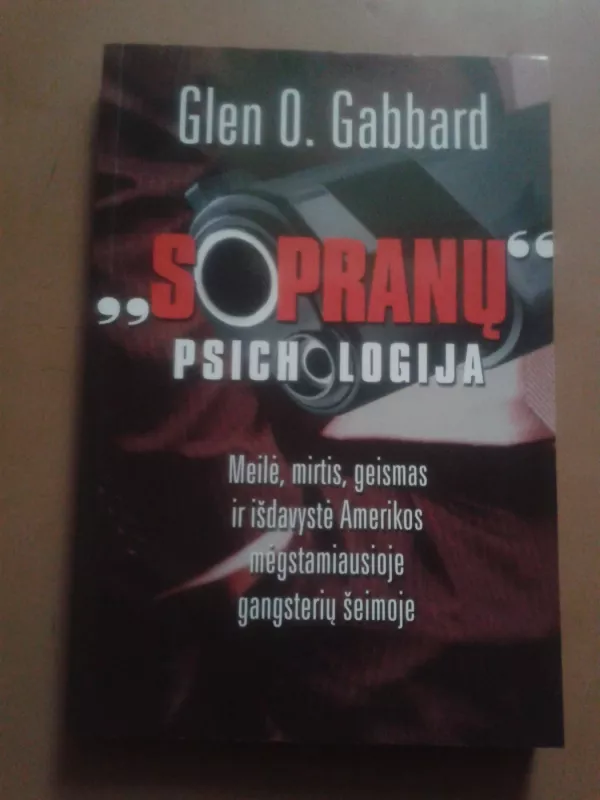 Glen O. Gabbard
„SOPRANŲ“
PSICHOLOGIJA
Meilė, mirtis, geismas
ir išdavystė Amerikos
mėgstamiausioje
gangsterių šeimoje